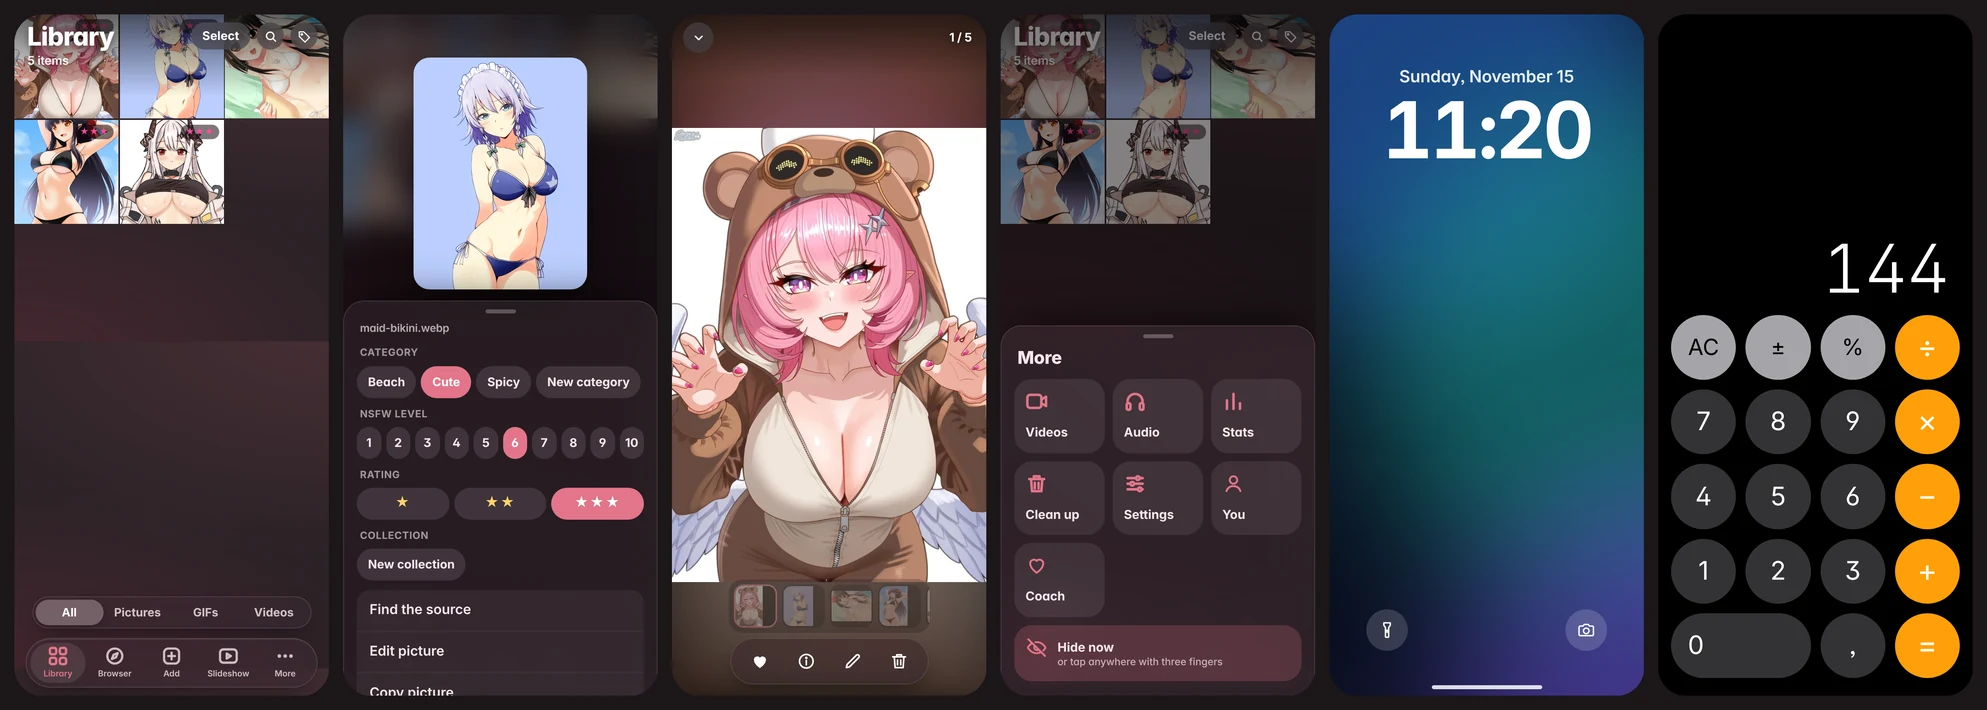 Library
5 items
Select
All
Pictures
GIFs
Videos
Library
Browser
Add
Slideshow
More
maid-bikini.webp
CATEGORY
Beach
Cute
Spicy
New category
NSFW LEVEL
1 2 3 4 5 6 7 8 9 10
RATING
COLLECTION
New collection
Find the source
Edit picture
Copy picture
1 / 5
Library
5 items
Select
More
Videos
Audio
Stats
Clean up
Settings
You
Coach
Hide now
or tap anywhere with three fingers
Sunday, November 15
11:20
144
AC ± % ÷
7 8 9 ×
4 5 6 −
1 2 3 +
0 , =